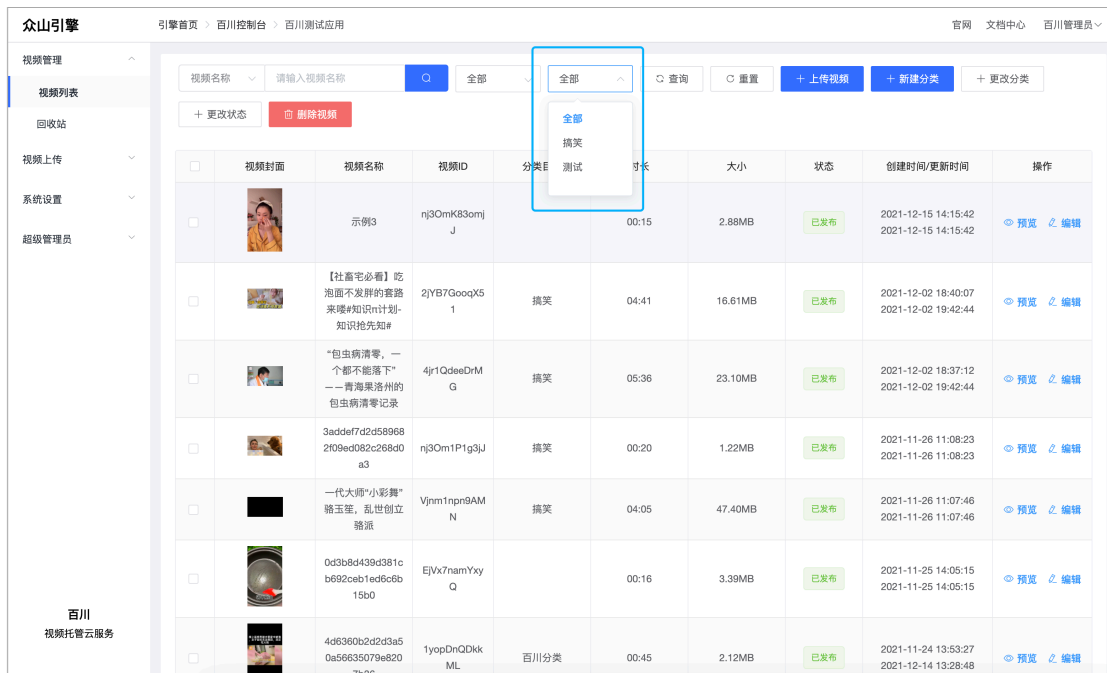 众山引擎
引擎首页 > 百川控制台 > 百川测试应用
官网 文档中心 百川管理员
视频管理
视频列表
回收站
视频上传
系统设置
超级管理员
百川
视频托管云服务
视频名称 请输入视频名称 全部 全部 查询 重置 + 上传视频 + 新建分类 + 更改分类
+ 更改状态 删除视频
全部
搞笑
测试
视频封面 视频名称 视频ID 分类 时长 大小 状态 创建时间/更新时间 操作
示例3
nj3OmK83omj
J
00:15 2.88MB 已发布
2021-12-15 14:15:42
2021-12-15 14:15:42
预览 编辑
【社畜宅必看】吃
泡面不发胖的套路
来喽#知识π计划-
知识抢先知#
2jYB7GooqX5
1
搞笑 04:41 16.61MB 已发布
2021-12-02 18:40:07
2021-12-02 19:42:44
预览 编辑
“包虫病清零，一
个都不能落下”
——青海果洛州的
包虫病清零记录
4jr1QdeeDrM
G
搞笑 05:36 23.10MB 已发布
2021-12-02 18:37:12
2021-12-02 19:42:44
预览 编辑
3addef7d2d58968
2f09ed082c268d0
a3
nj3Om1P1g3jJ
搞笑 00:20 1.22MB 已发布
2021-11-26 11:08:23
2021-11-26 11:08:23
预览 编辑
一代大师“小彩舞”
骆玉笙，乱世创立
骆派
Vjnm1npn9AM
N
搞笑 04:05 47.40MB 已发布
2021-11-26 11:07:46
2021-11-26 11:07:46
预览 编辑
0d3b8d439d381c
b692ceb1ed6c6b
15b0
EjVx7namYxy
Q
00:16 3.39MB 已发布
2021-11-25 14:05:15
2021-11-25 14:05:15
预览 编辑
4d6360b2d2d3a5
0a56635079e820
1yopDnQDkk
ML
百川分类 00:45 2.12MB 已发布
2021-11-24 13:53:27
2021-12-14 13:28:48
预览 编辑